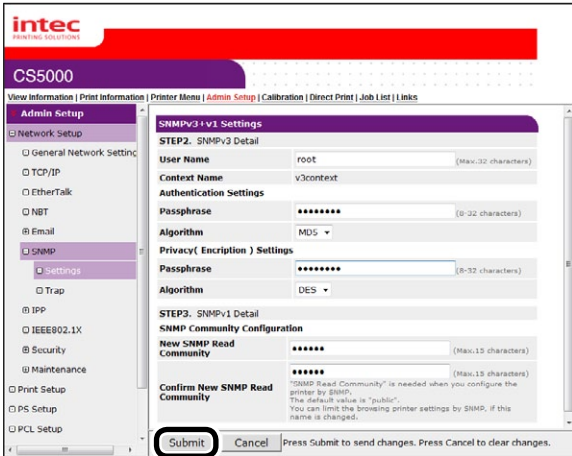 intec
PRINTING SOLUTIONS
CS5000
View Information | Print Information | Printer Menu | Admin Setup | Calibration | Direct Print | Job List | Links
Admin Setup
Network Setup
General Network Setting
TCP/IP
EtherTalk
NBT
Email
SNMP
Settings
Trap
IPP
IEEE802.1X
Security
Maintenance
Print Setup
PS Setup
PCL Setup
SNMPv3+v1 Settings
STEP2. SNMPv3 Detail
User Name root (Max.32 characters)
Context Name v3context
Authentication Settings
Passphrase •••••••• (8-32 characters)
Algorithm MD5
Privacy( Encription ) Settings
Passphrase •••••••• (8-32 characters)
Algorithm DES
STEP3. SNMPv1 Detail
SNMP Community Configuration
New SNMP Read
Community •••••• (Max.15 characters)
Confirm New SNMP Read
Community •••••• (Max.15 characters)
"SNMP Read Community" is needed when you configure the
printer by SNMP.
The default value is "public".
You can limit the browsing printer settings by SNMP, if this
name is changed.
Submit Cancel Press Submit to send changes. Press Cancel to clear changes.